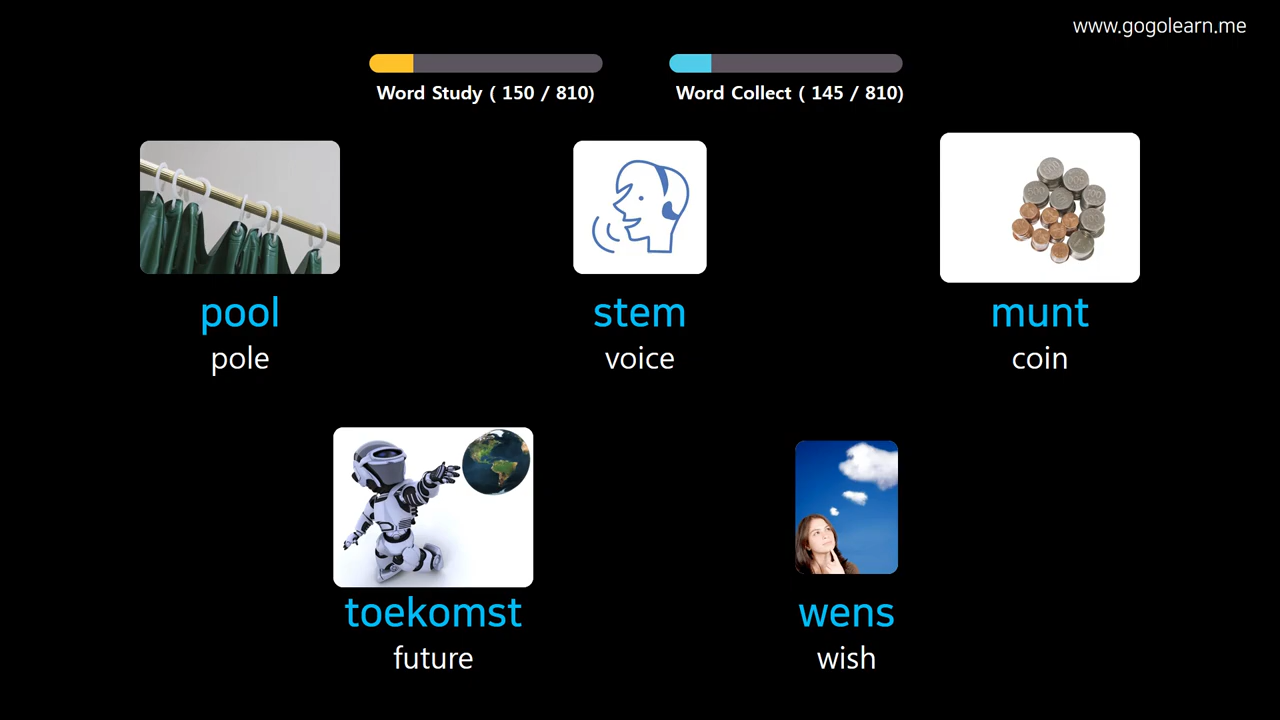 www.gogolearn.me
Word Study ( 150 / 810)
Word Collect ( 145 / 810)
pool
pole
stem
voice
munt
coin
toekomst
future
wens
wish